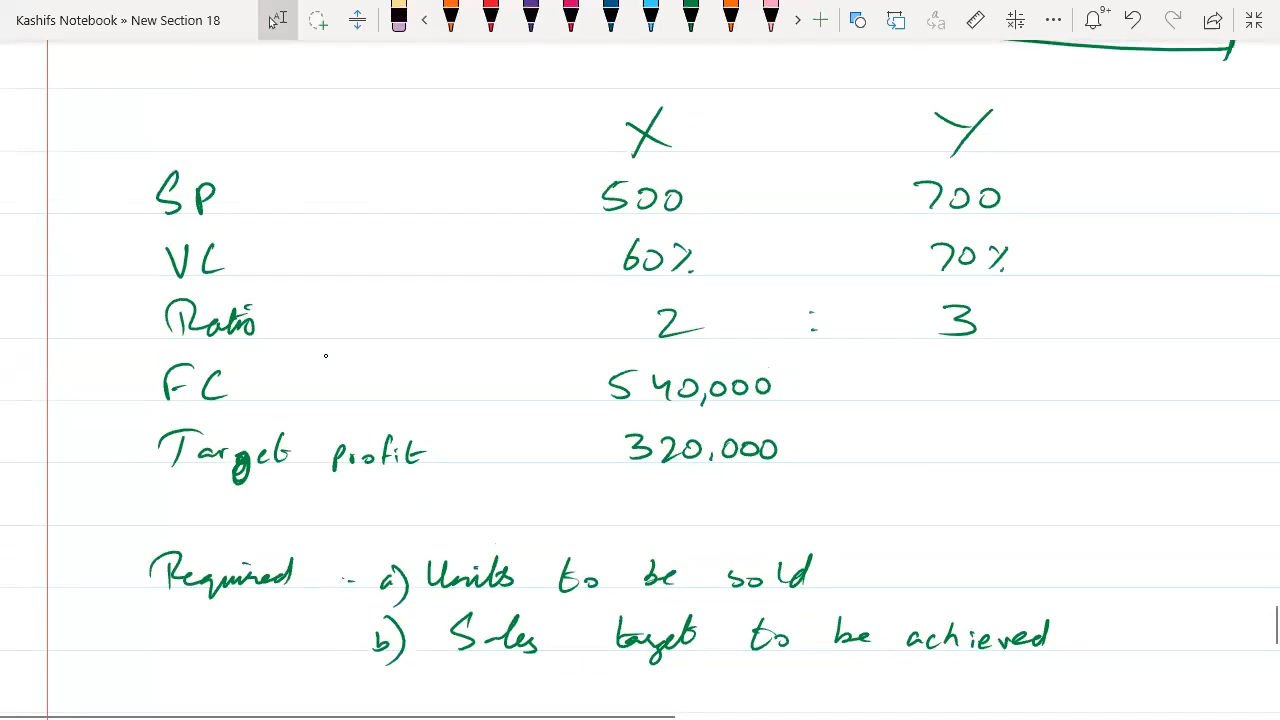 Kashifs Notebook » New Section 18
9+
X Y
SP 500 700
VC 60% 70%
Ratio 2 : 3
FC 540,000
Target profit 320,000
Required :- a) Units to be sold
b) Sales target to be achieved